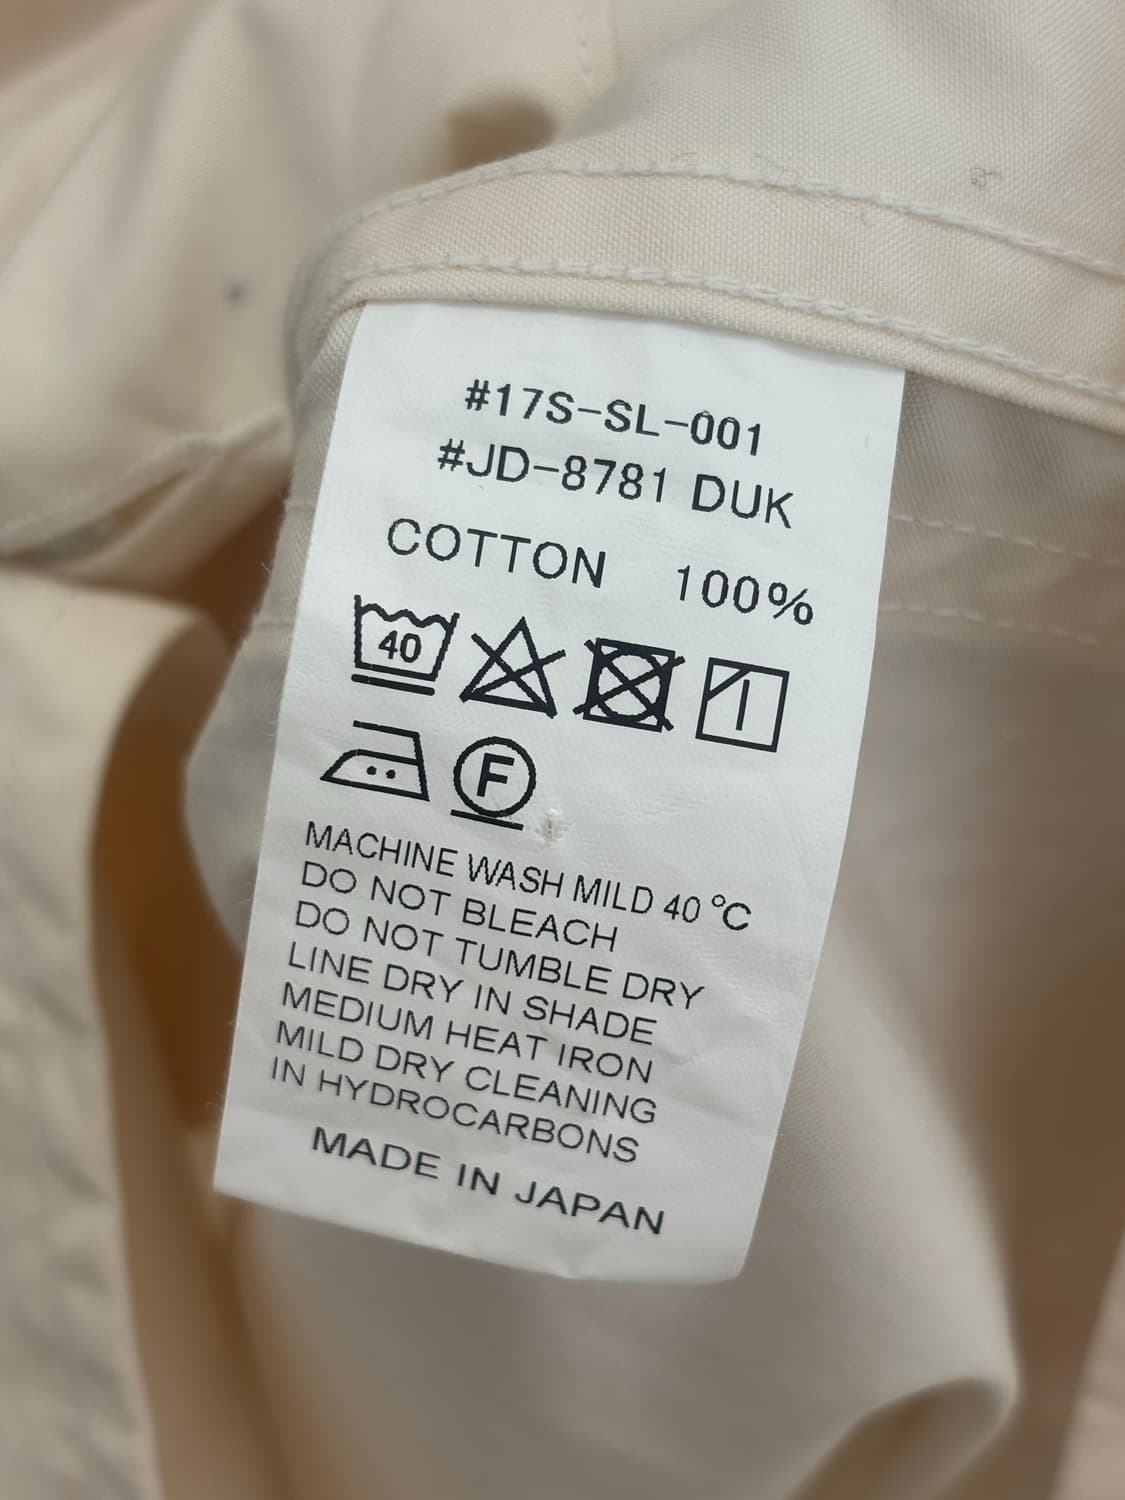 #17S-SL-001
#JD-8781 DUK
COTTON 100%
40
F
MACHINE WASH MILD 40 °C
DO NOT BLEACH
DO NOT TUMBLE DRY
LINE DRY IN SHADE
MEDIUM HEAT IRON
MILD DRY CLEANING
IN HYDROCARBONS
MADE IN JAPAN